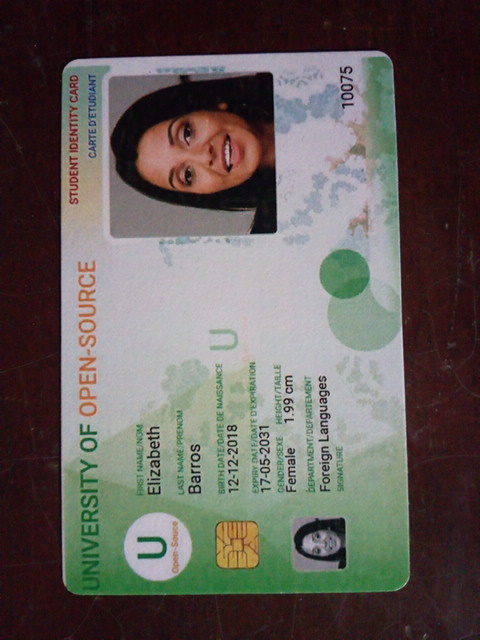 STUDENT IDENTITY CARD
CARTE D'ETUDIANT
UNIVERSITY OF OPEN-SOURCE
10075
U
Open-Source
FIRST NAME/NOM
Elizabeth
LAST NAME/PRENOM
Barros
BIRTH DATE/DATE DE NAISSANCE
12-12-2018
EXPIRY DATE/DATE D'EXPIRATION
17-05-2031
GENDER/SEXE HEIGHT/TAILLE
Female 1.99 cm
DEPARTMENT/DEPARTEMENT
Foreign Languages
SIGNATURE
U